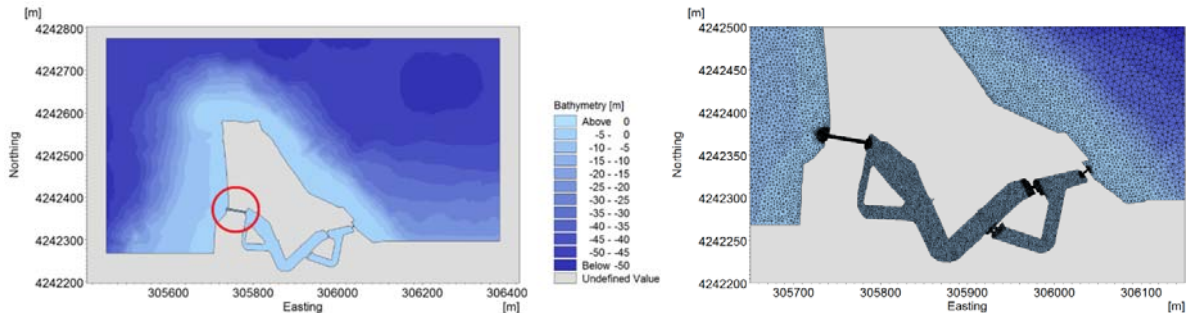 [m]
4242800
4242700
4242600
4242500
4242400
4242300
4242200
Northing
305600 305800 306000 306200 306400
Easting [m]
Bathymetry [m]
Above 0
-5 - 0
-10 - -5
-15 - -10
-20 - -15
-25 - -20
-30 - -25
-35 - -30
-40 - -35
-45 - -40
-50 - -45
Below -50
Undefined Value
[m]
4242500
4242450
4242400
4242350
4242300
4242250
4242200
Northing
305700 305800 305900 306000 306100
Easting [m]